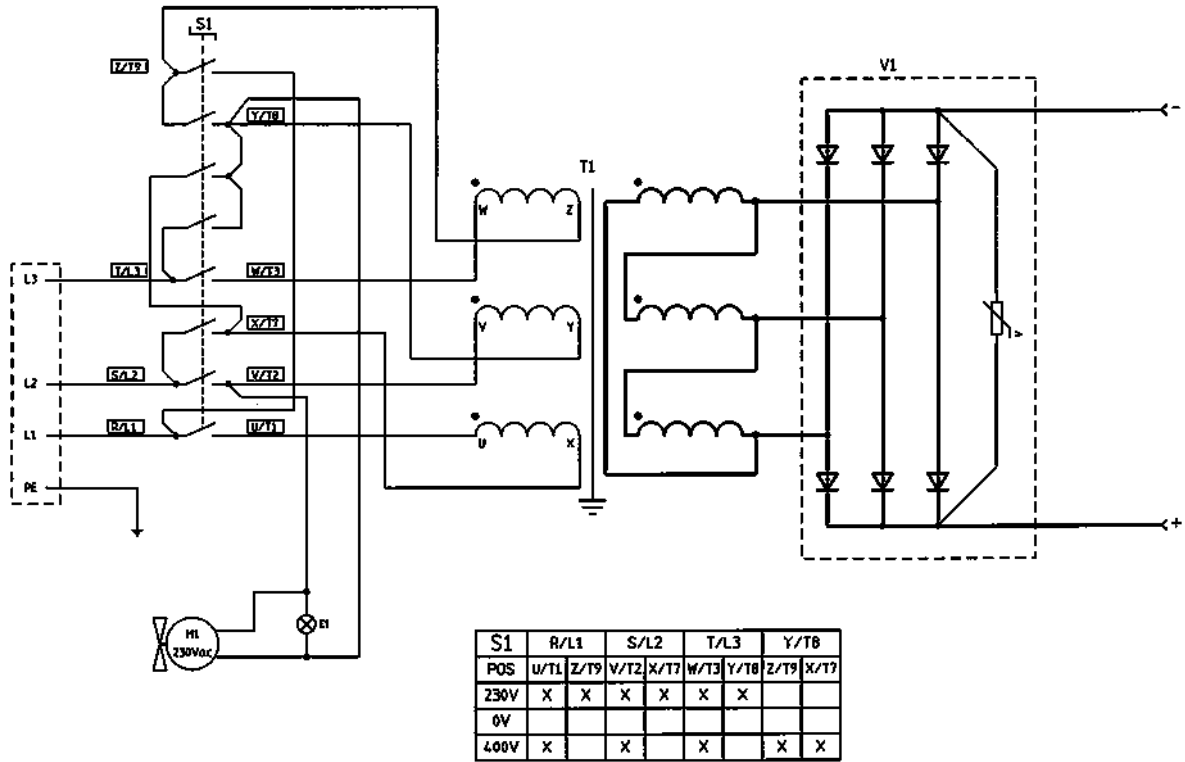 S1
Z/T9
V1
-
Y/T8
T1
W Z
L3 T/L3 W/T3
X/T7
V Y
V
L2 S/L2 V/T2
L1 R/L1 U/T1
U X
PE
+
M1
230Vac
E1
S1 R/L1 S/L2 T/L3 Y/T8
POS U/T1 Z/T9 V/T2 X/T7 W/T3 Y/T8 Z/T9 X/T7
230V X X X X X X
0V
400V X X X X X